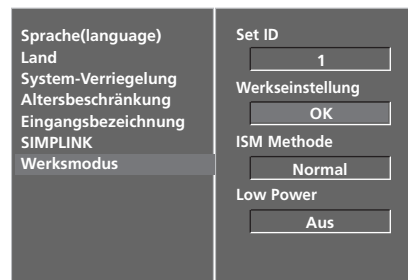 Sprache(language)
Land
System-Verriegelung
Altersbeschränkung
Eingangsbezeichnung
SIMPLINK
Werksmodus
Set ID
1
Werkseinstellung
OK
ISM Methode
Normal
Low Power
Aus